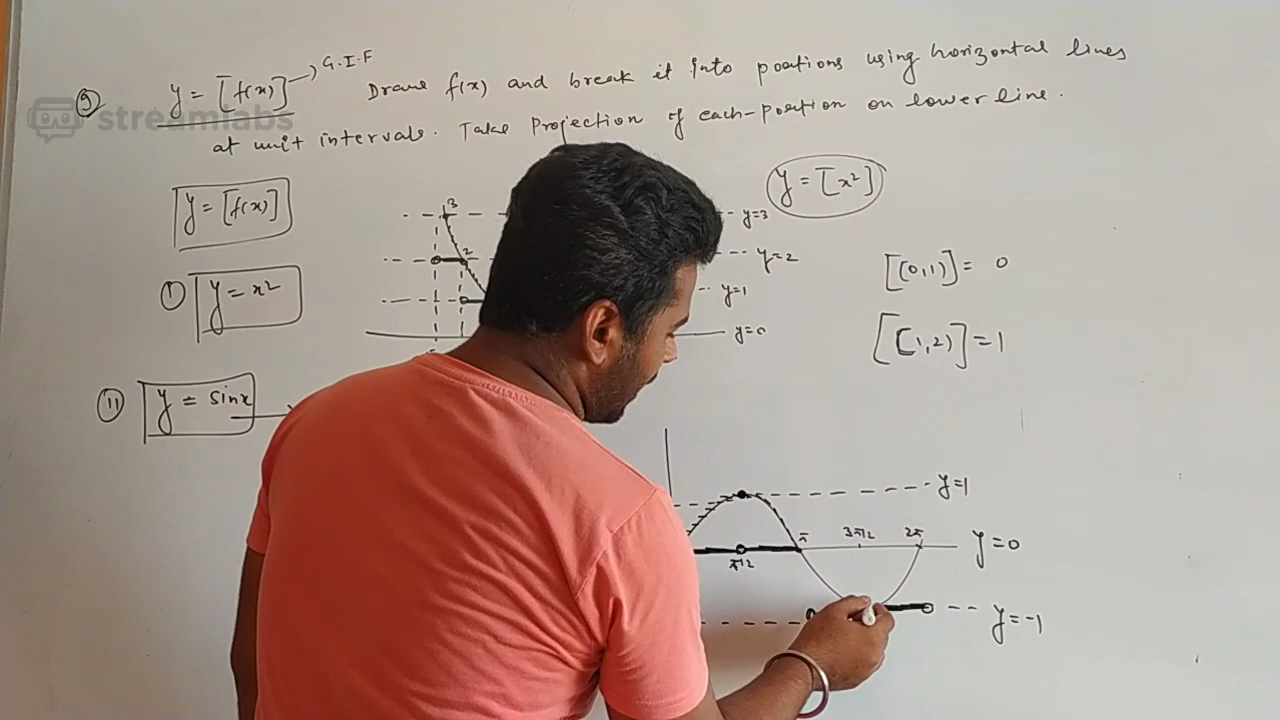 9 y = [f(x)] → G.I.F Draw f(x) and break it into portions using horizontal lines
at unit intervals. Take Projection of each-portion on lower line.
streamlabs
y = [f(x)]
y = [x²]
3
y=3
2
y=2
y=1
y=0
[(0,1)] = 0
[[1,2)] = 1
① y = x²
11 y = sinx
y=1
π
3π/2
2π
y=0
π/2
y=-1